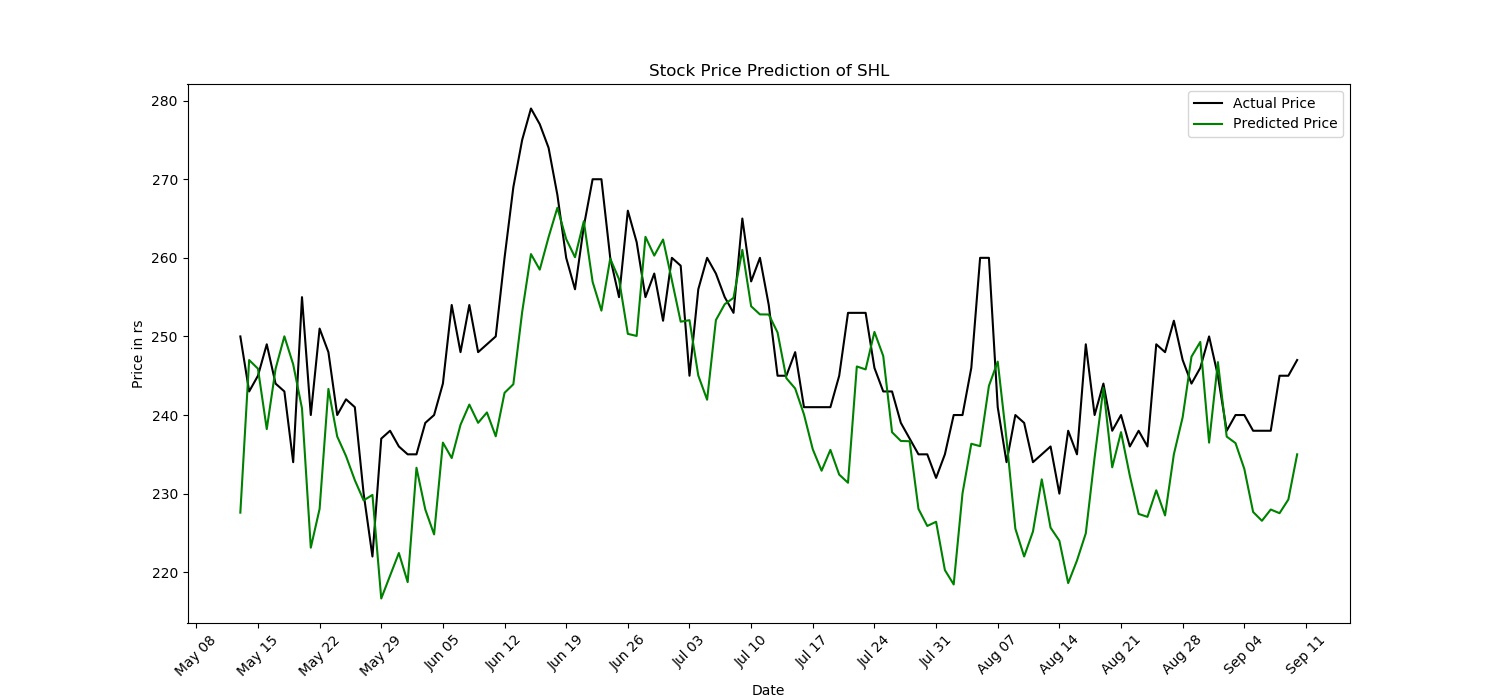 Stock Price Prediction of SHL
Actual Price
Predicted Price
280
270
260
250
240
230
220
Price in rs
May 08
May 15
May 22
May 29
Jun 05
Jun 12
Jun 19
Jun 26
Jul 03
Jul 10
Jul 17
Jul 24
Jul 31
Aug 07
Aug 14
Aug 21
Aug 28
Sep 04
Sep 11
Date